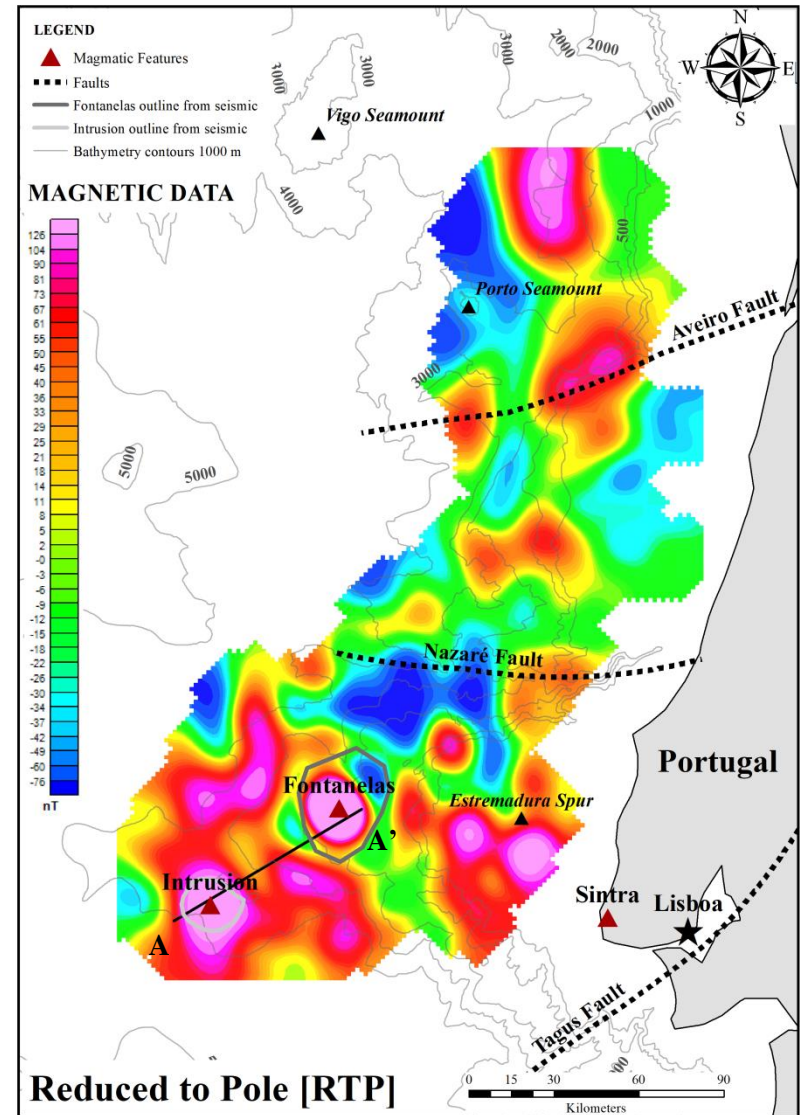 LEGEND
Magmatic Features
Faults
Fontanelas outline from seismic
Intrusion outline from seismic
Bathymetry contours 1000 m
N
W E
S
3000
2000
2000
1000
3000
3000
Vigo Seamount
4000
500
MAGNETIC DATA
126
104
90
81
73
67
61
55
50
45
40
36
33
29
25
21
18
14
11
8
5
2
-0
-3
-6
-9
-12
-15
-18
-20
-24
-27
-30
-34
-37
-42
-49
-60
-76
nT
Porto Seamount
Aveiro Fault
3000
5000
5000
Nazaré Fault
Portugal
Fontanelas
Estremadura Spur
A'
Intrusion
A
Sintra
Lisboa
Tagus Fault
Reduced to Pole [RTP]
0 15 30 60 90
Kilometers